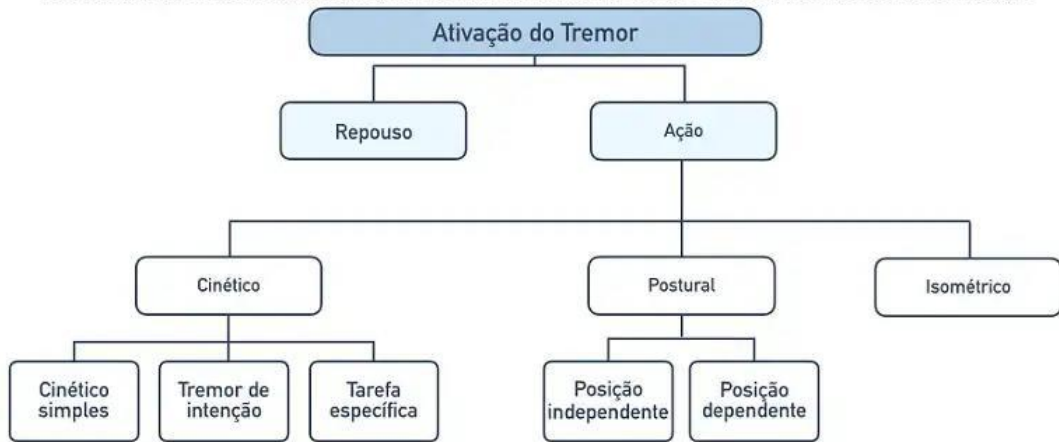 Ativação do Tremor
Repouso
Ação
Cinético
Postural
Isométrico
Cinético
simples
Tremor de
intenção
Tarefa
específica
Posição
independente
Posição
dependente